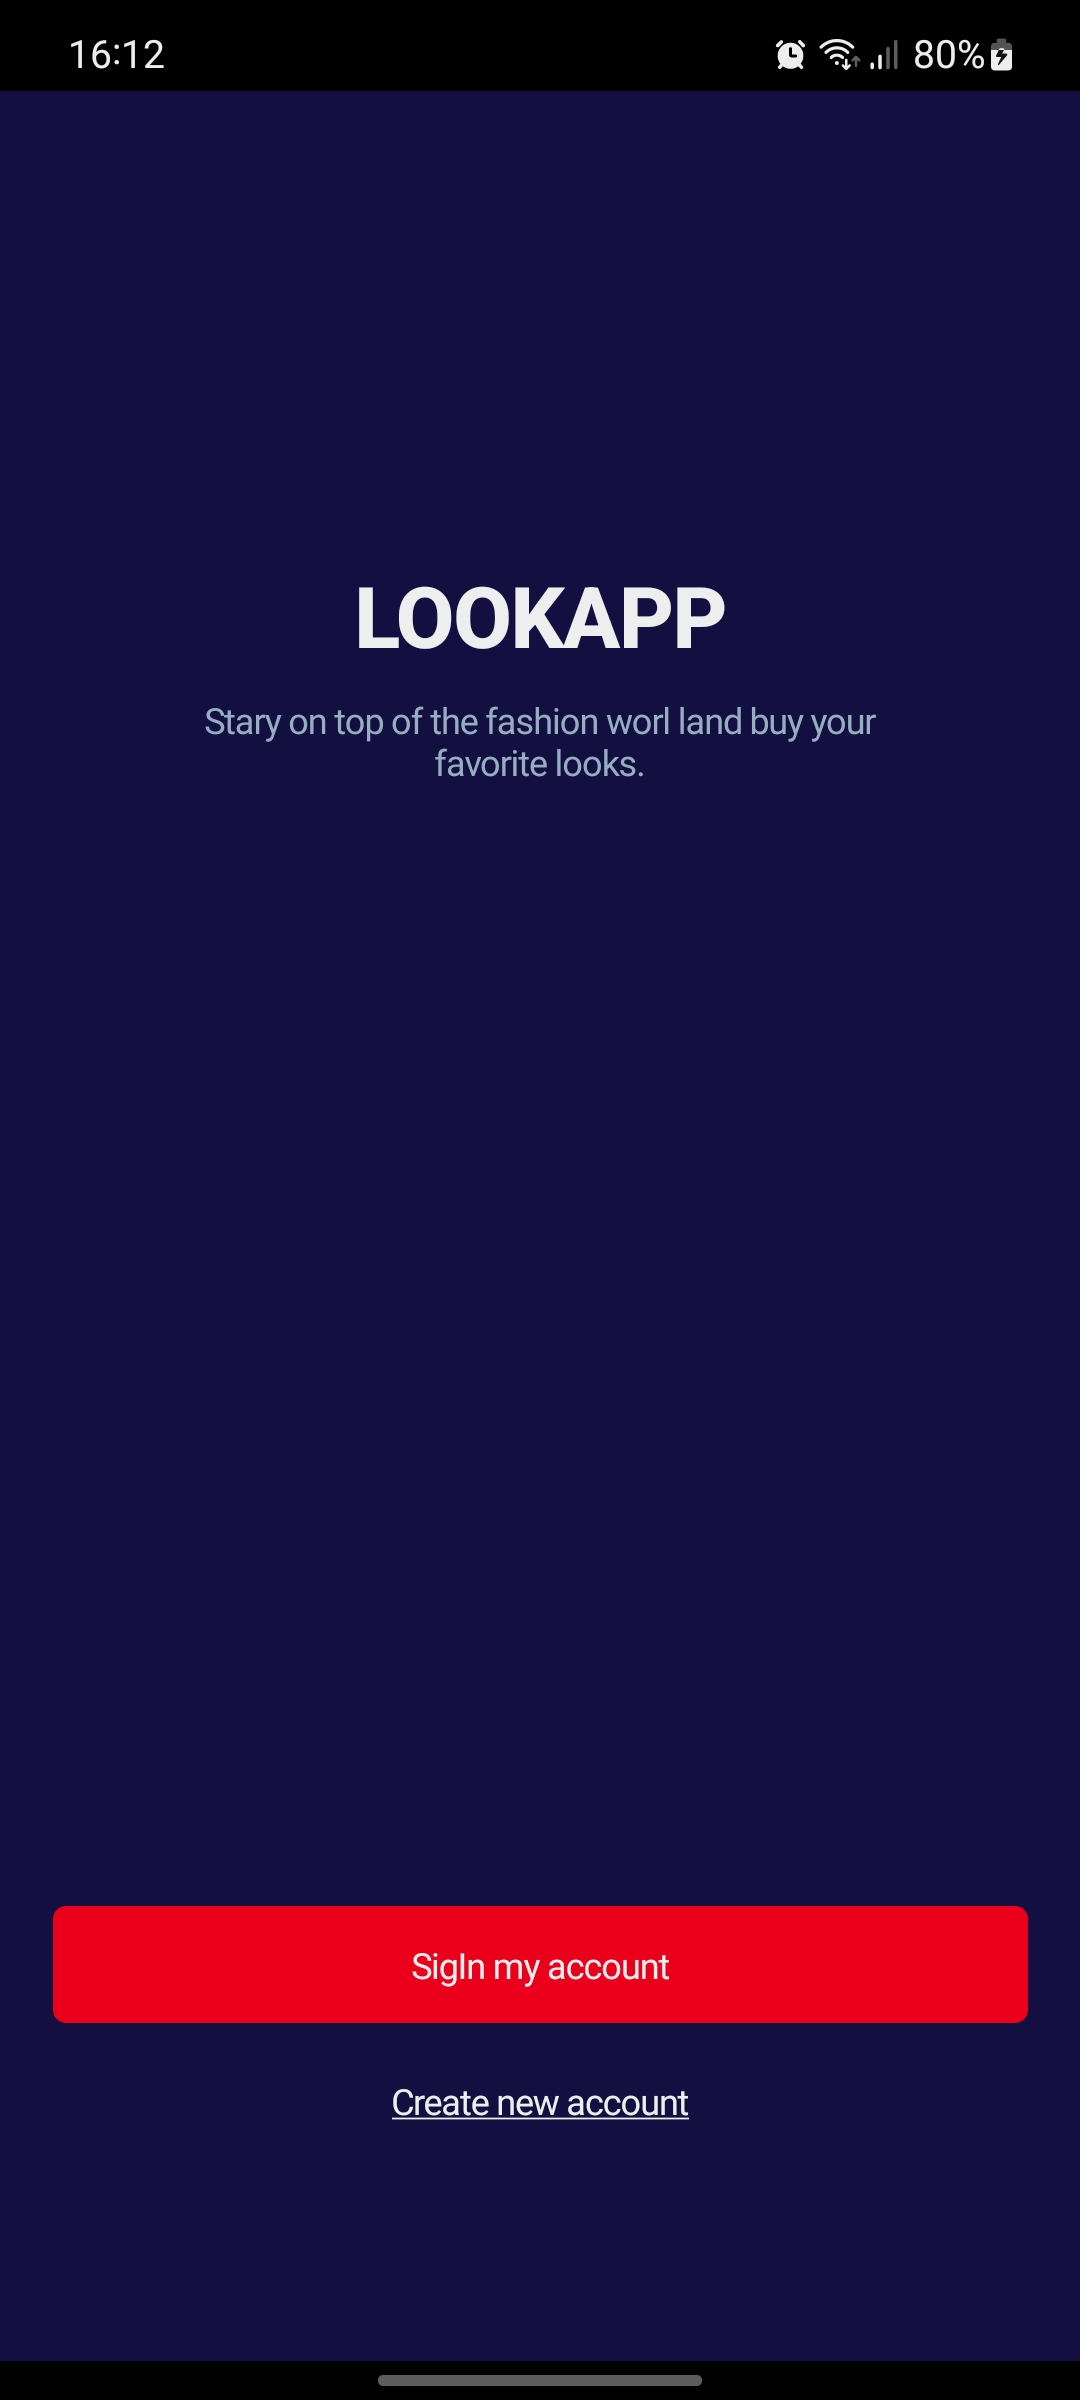 16:12
80%
LOOKAPP
Stary on top of the fashion worl land buy your
favorite looks.
SigIn my account
Create new account